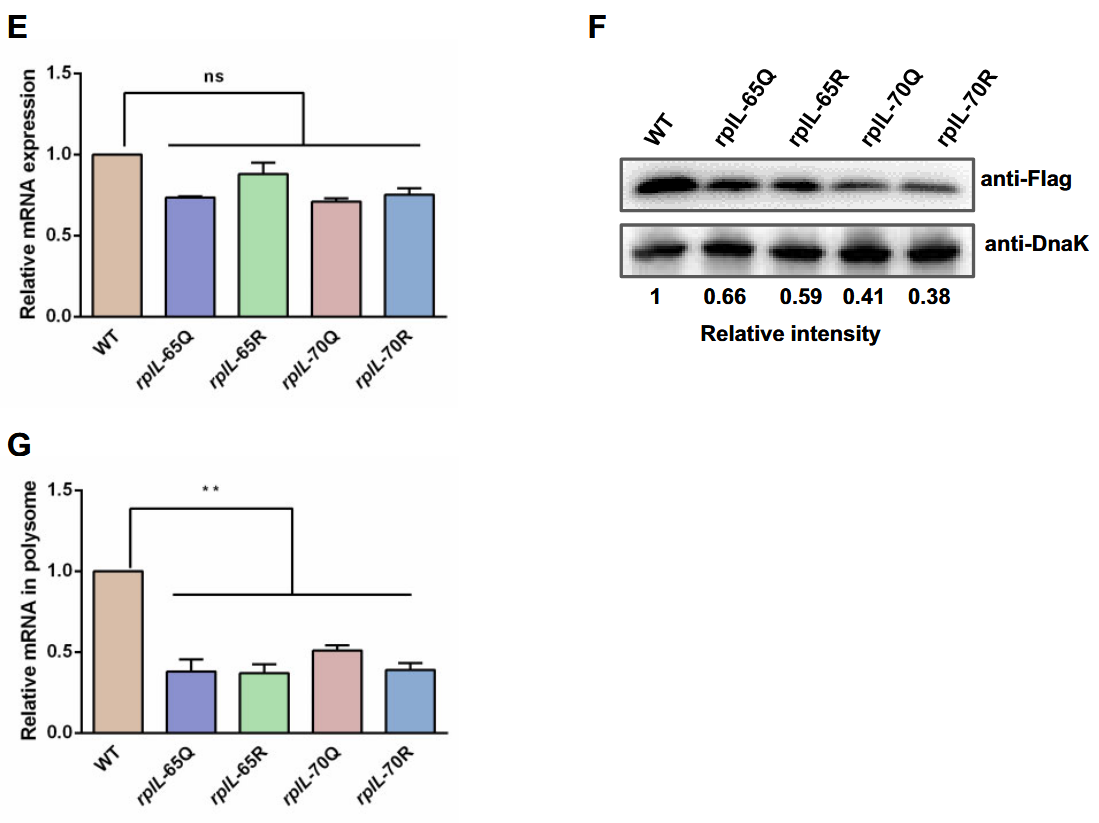 E
F
1.5
1.0
0.5
0.0
Relative mRNA expression
ns
WT
rplL-65Q
rplL-65R
rplL-70Q
rplL-70R
WT
rplL-65Q
rplL-65R
rplL-70Q
rplL-70R
anti-Flag
anti-DnaK
1 0.66 0.59 0.41 0.38
Relative intensity
G
1.5
1.0
0.5
0.0
Relative mRNA in polysome
**
WT
rplL-65Q
rplL-65R
rplL-70Q
rplL-70R